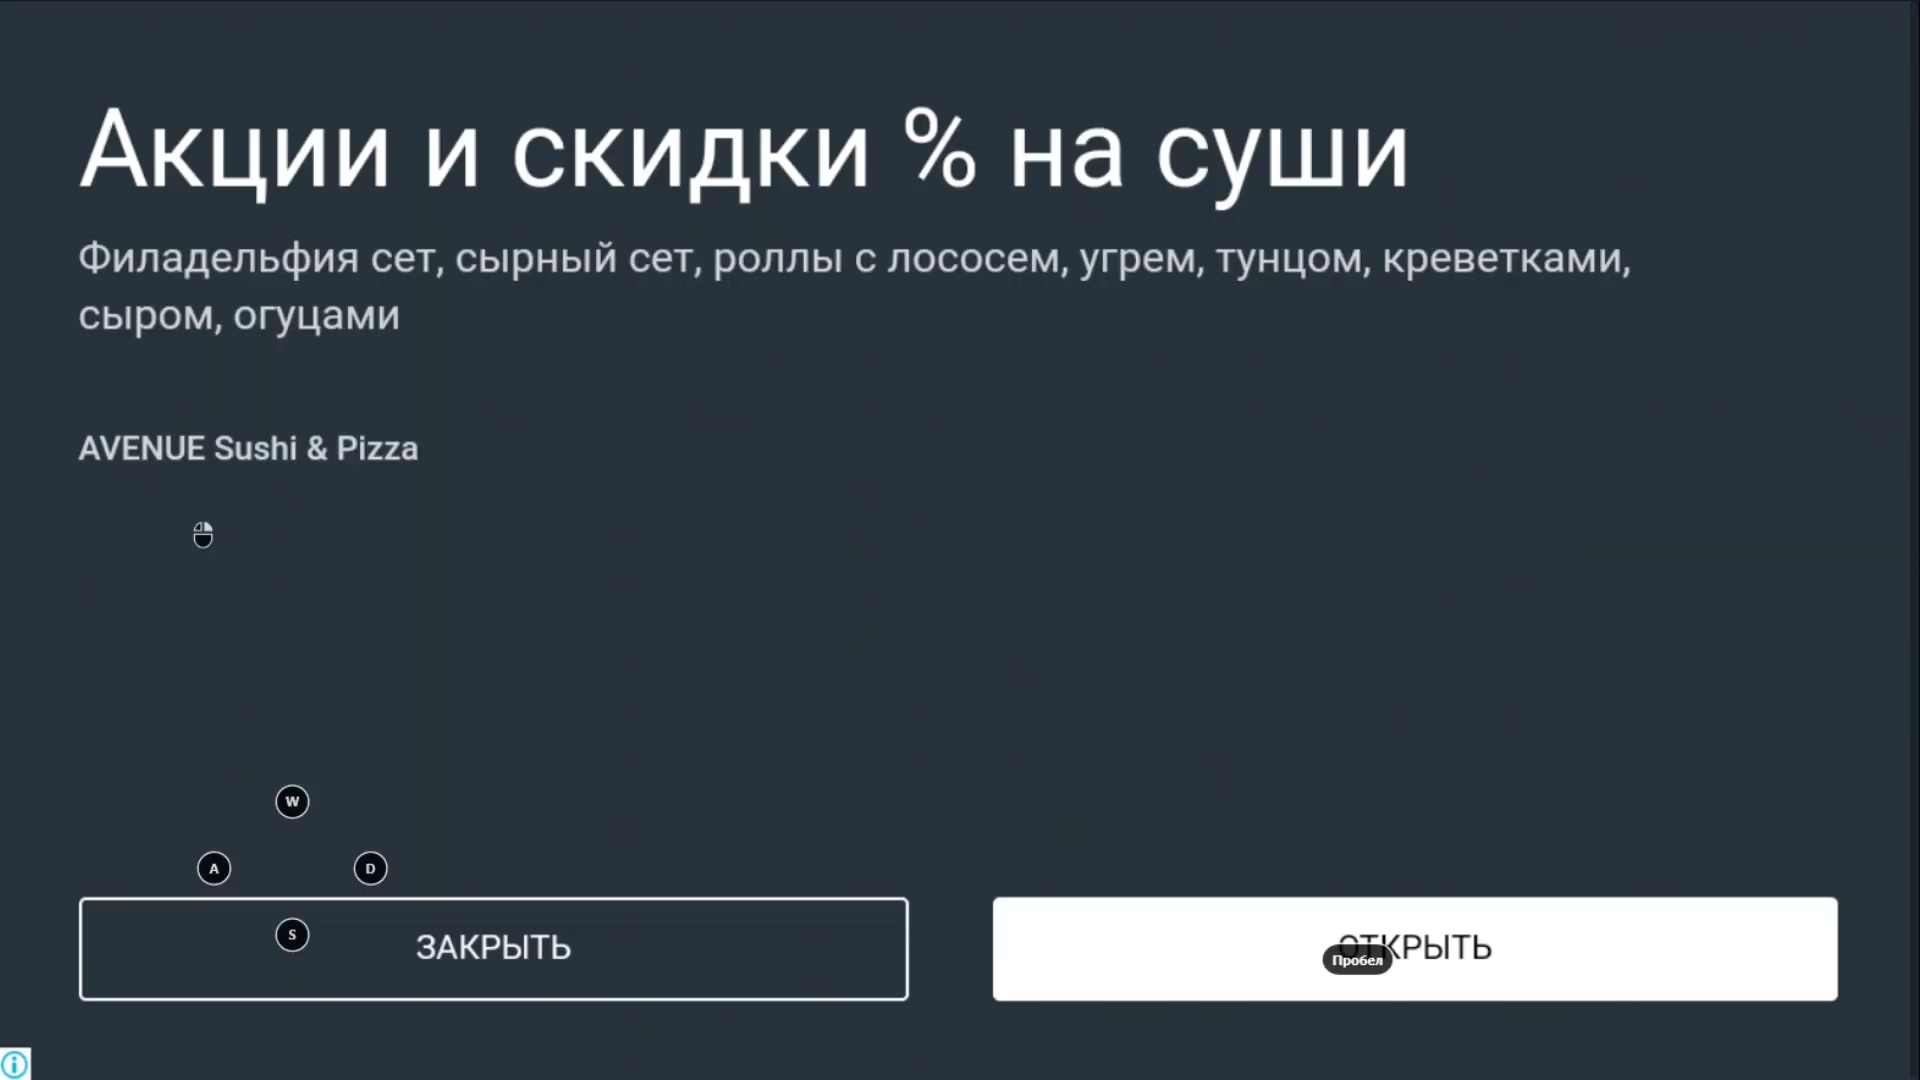 Акции и скидки % на суши
Филадельфия сет, сырный сет, роллы с лососем, угрем, тунцом, креветками,
сыром, огуцами
AVENUE Sushi & Pizza
W
A
D
S
ЗАКРЫТЬ
ОТКРЫТЬ
Пробел